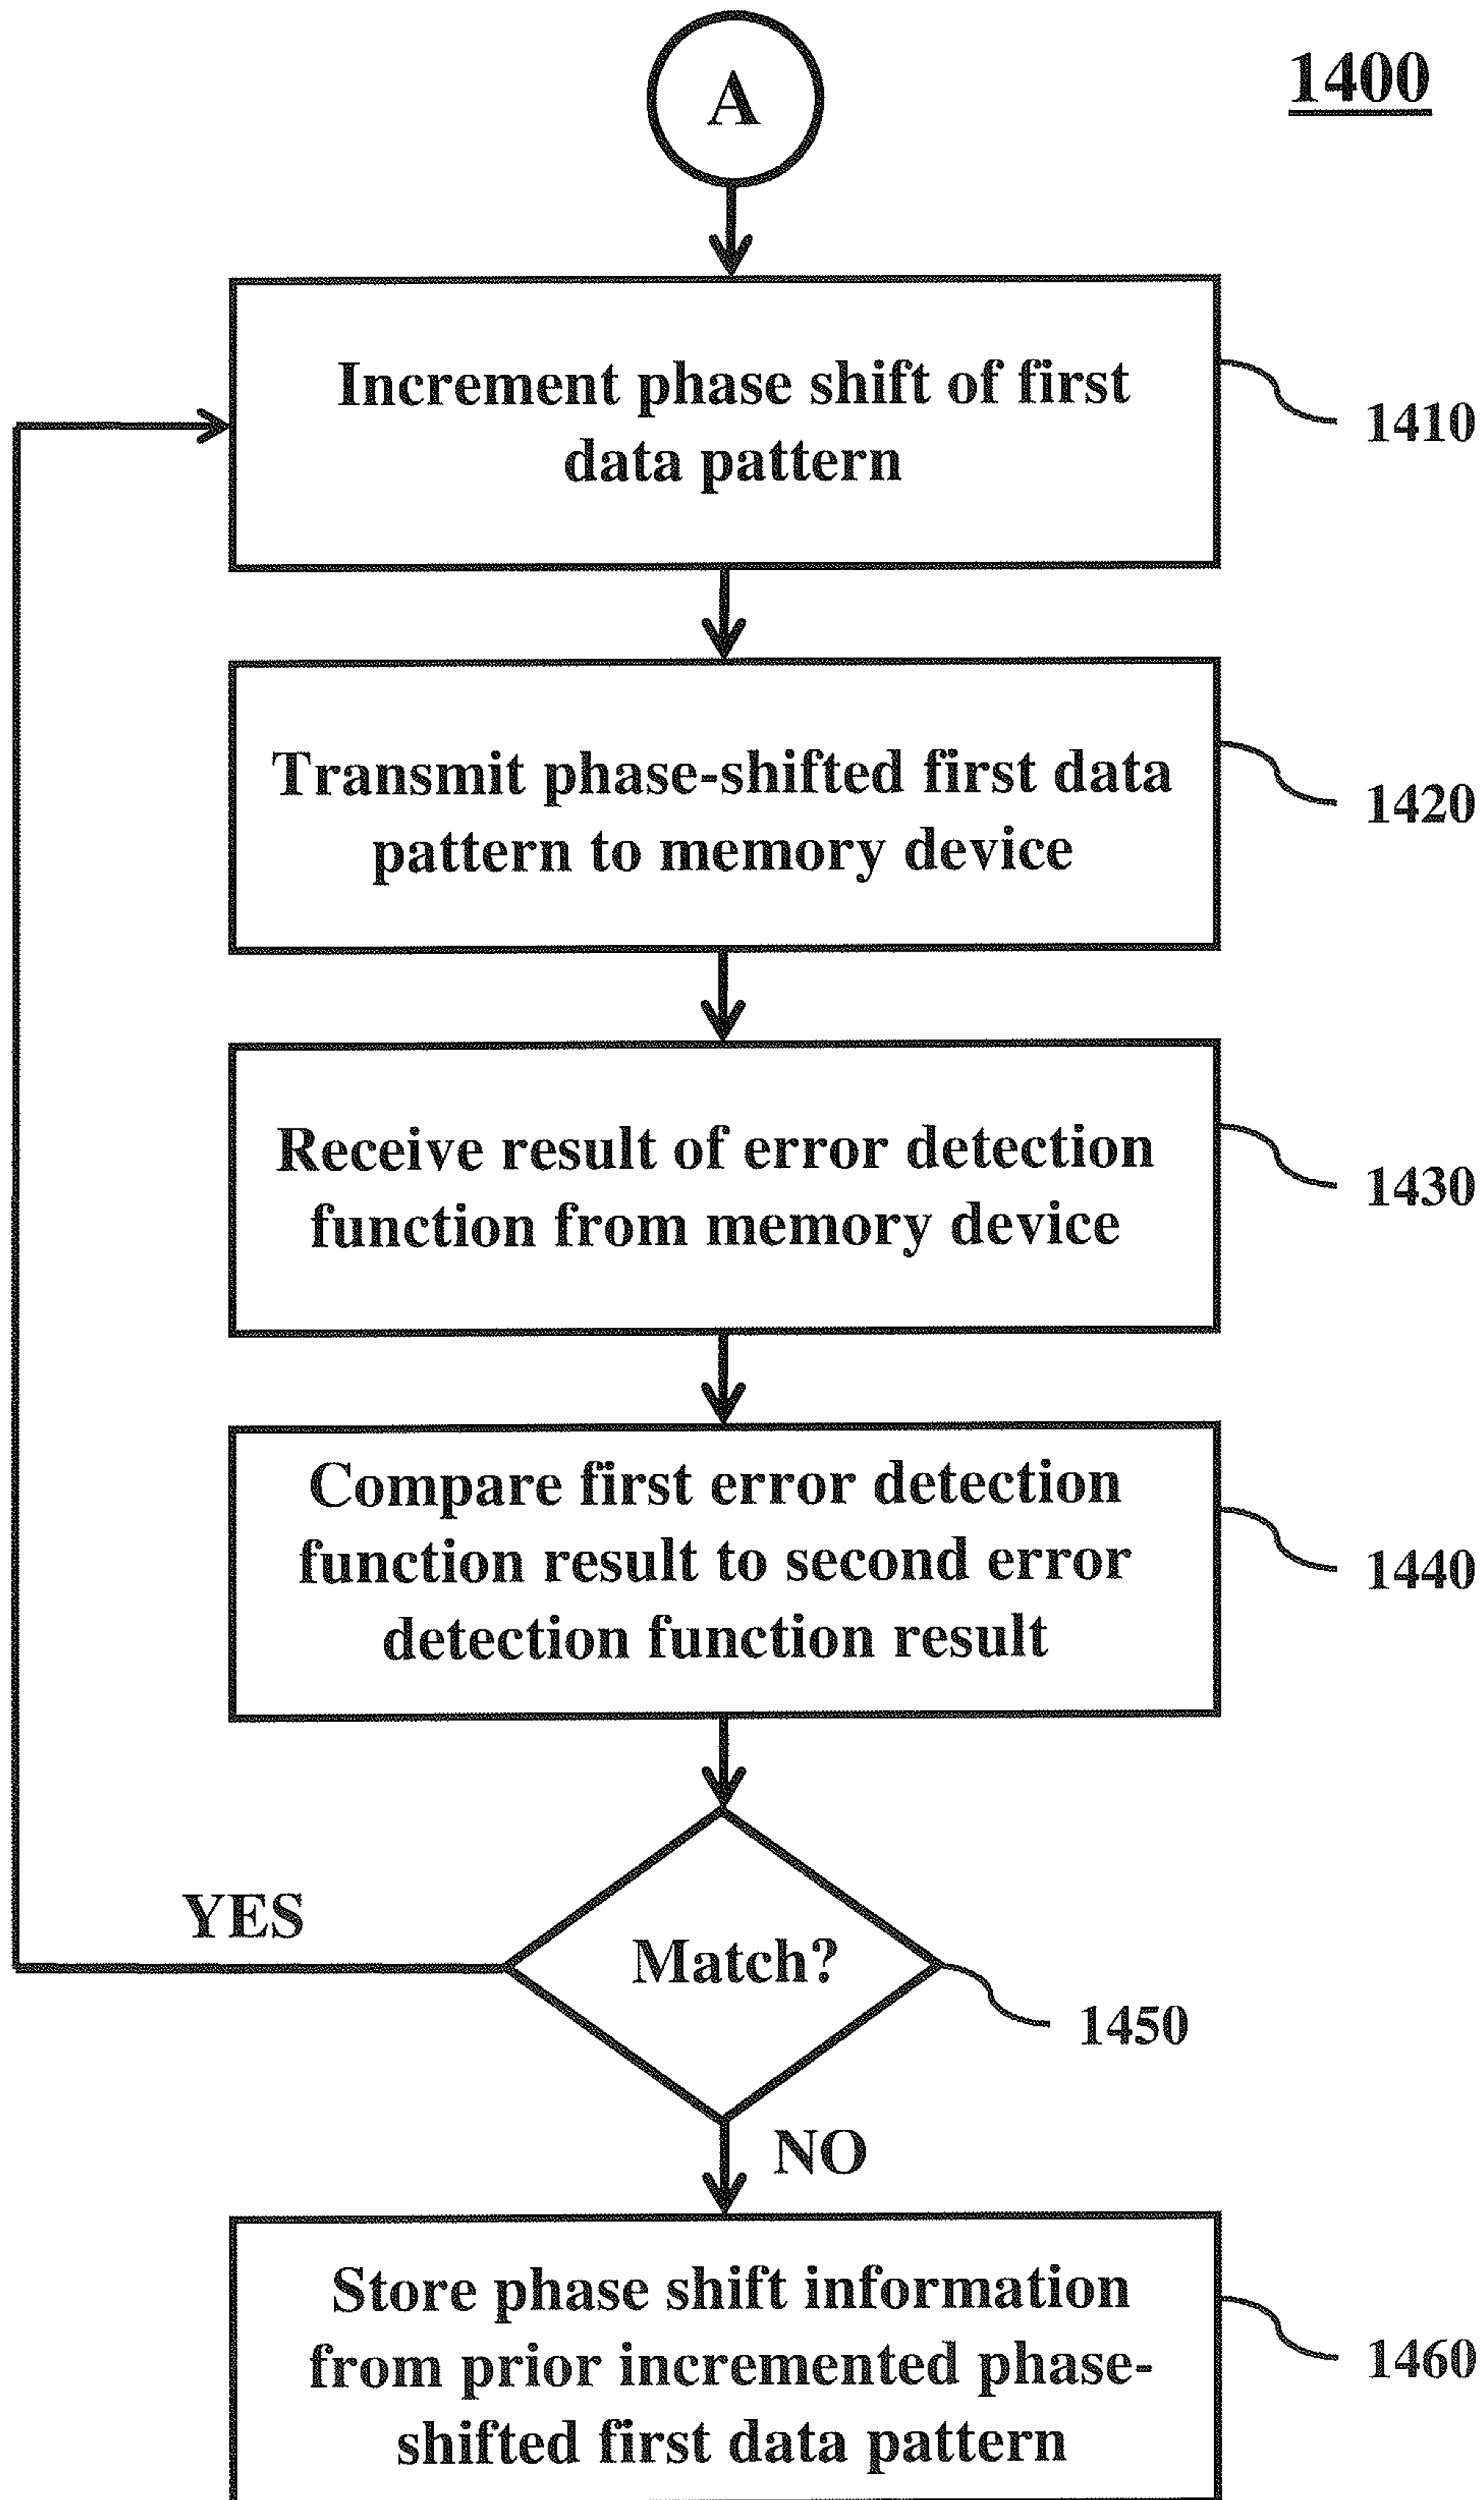 A
1400
Increment phase shift of first
data pattern
1410
Transmit phase-shifted first data
pattern to memory device
1420
Receive result of error detection
function from memory device
1430
Compare first error detection
function result to second error
detection function result
1440
YES
Match?
1450
NO
Store phase shift information
from prior incremented phase-
shifted first data pattern
1460